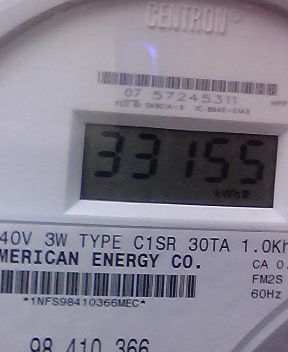 CENTRON®
07 57245311
33155
kWh
40V 3W TYPE C1SR 30TA 1.0Kh
MERICAN ENERGY CO.
CA 0.
FM2S
60Hz
*1NFS98410366MEC*
98 410 366